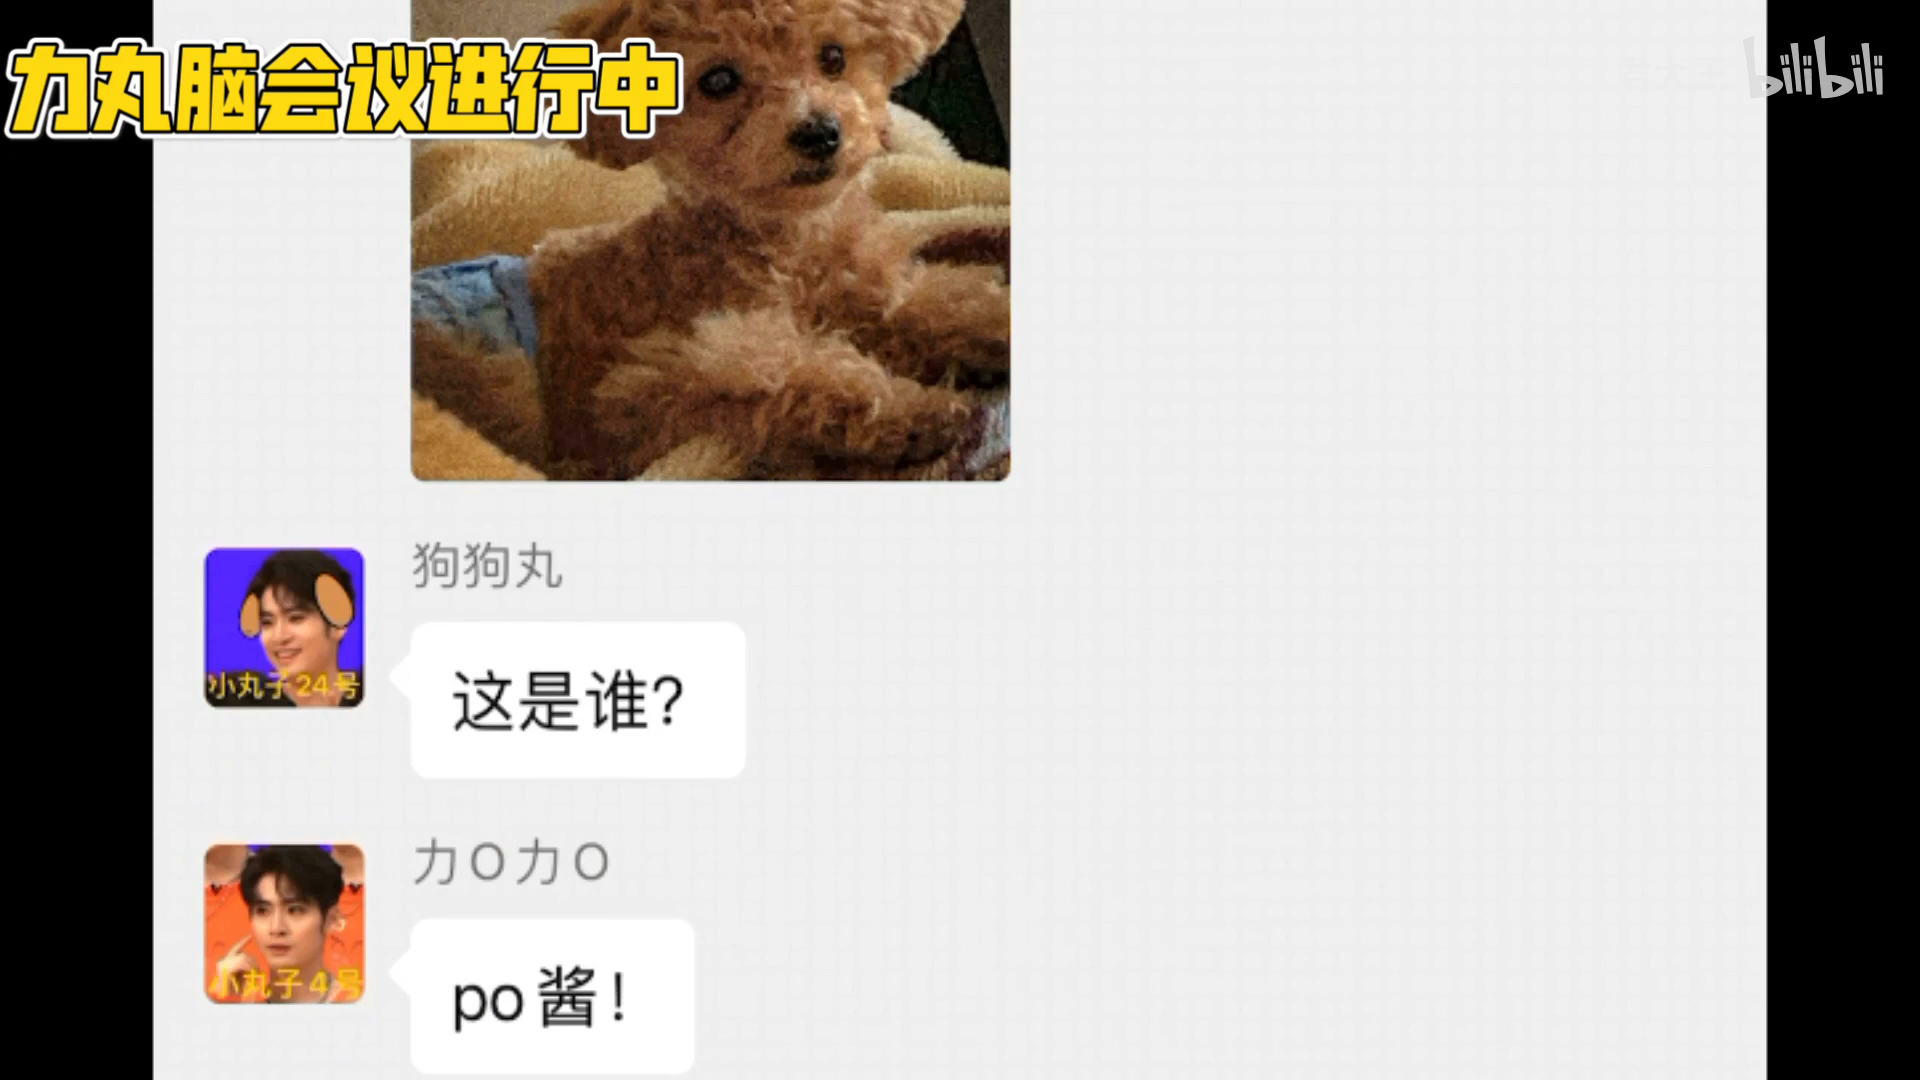 力丸脑会议进行中
bilibili
狗狗丸
小丸子24号
这是谁?
力O力O
小丸子4号
po酱!